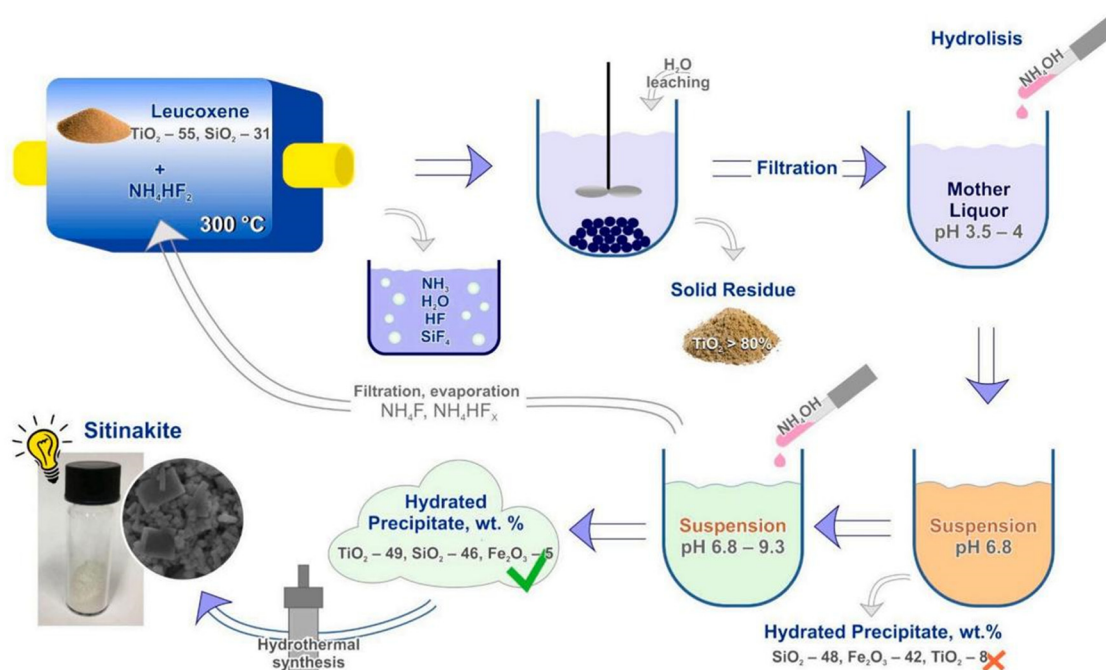 Leucoxene
TiO₂ – 55, SiO₂ – 31
+
NH₄HF₂
300 °C
H₂O
leaching
Filtration
Hydrolisis
NH₄OH
Mother
Liquor
pH 3.5 – 4
NH₃
H₂O
HF
SiF₄
Solid Residue
TiO₂ > 80%
Filtration, evaporation
NH₄F, NH₄HFₓ
NH₄OH
Sitinakite
Hydrated
Precipitate, wt. %
TiO₂ – 49, SiO₂ – 46, Fe₂O₃ – 5
Suspension
pH 6.8 – 9.3
Suspension
pH 6.8
Hydrothermal
synthesis
Hydrated Precipitate, wt.%
SiO₂ – 48, Fe₂O₃ – 42, TiO₂ – 8